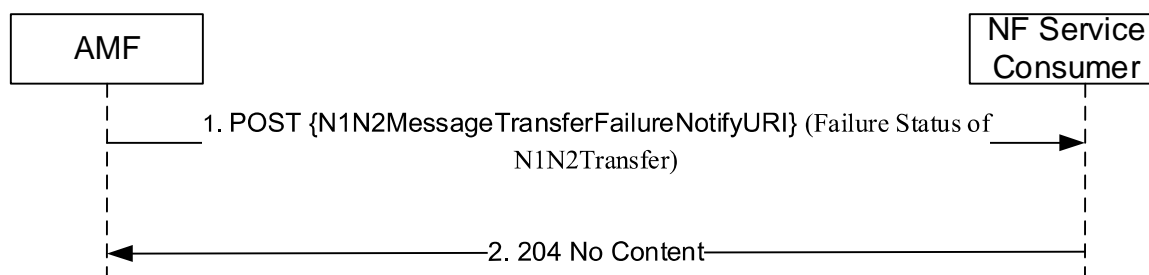 AMF
NF Service
Consumer
1. POST {N1N2MessageTransferFailureNotifyURI} (Failure Status of
N1N2Transfer)
2. 204 No Content